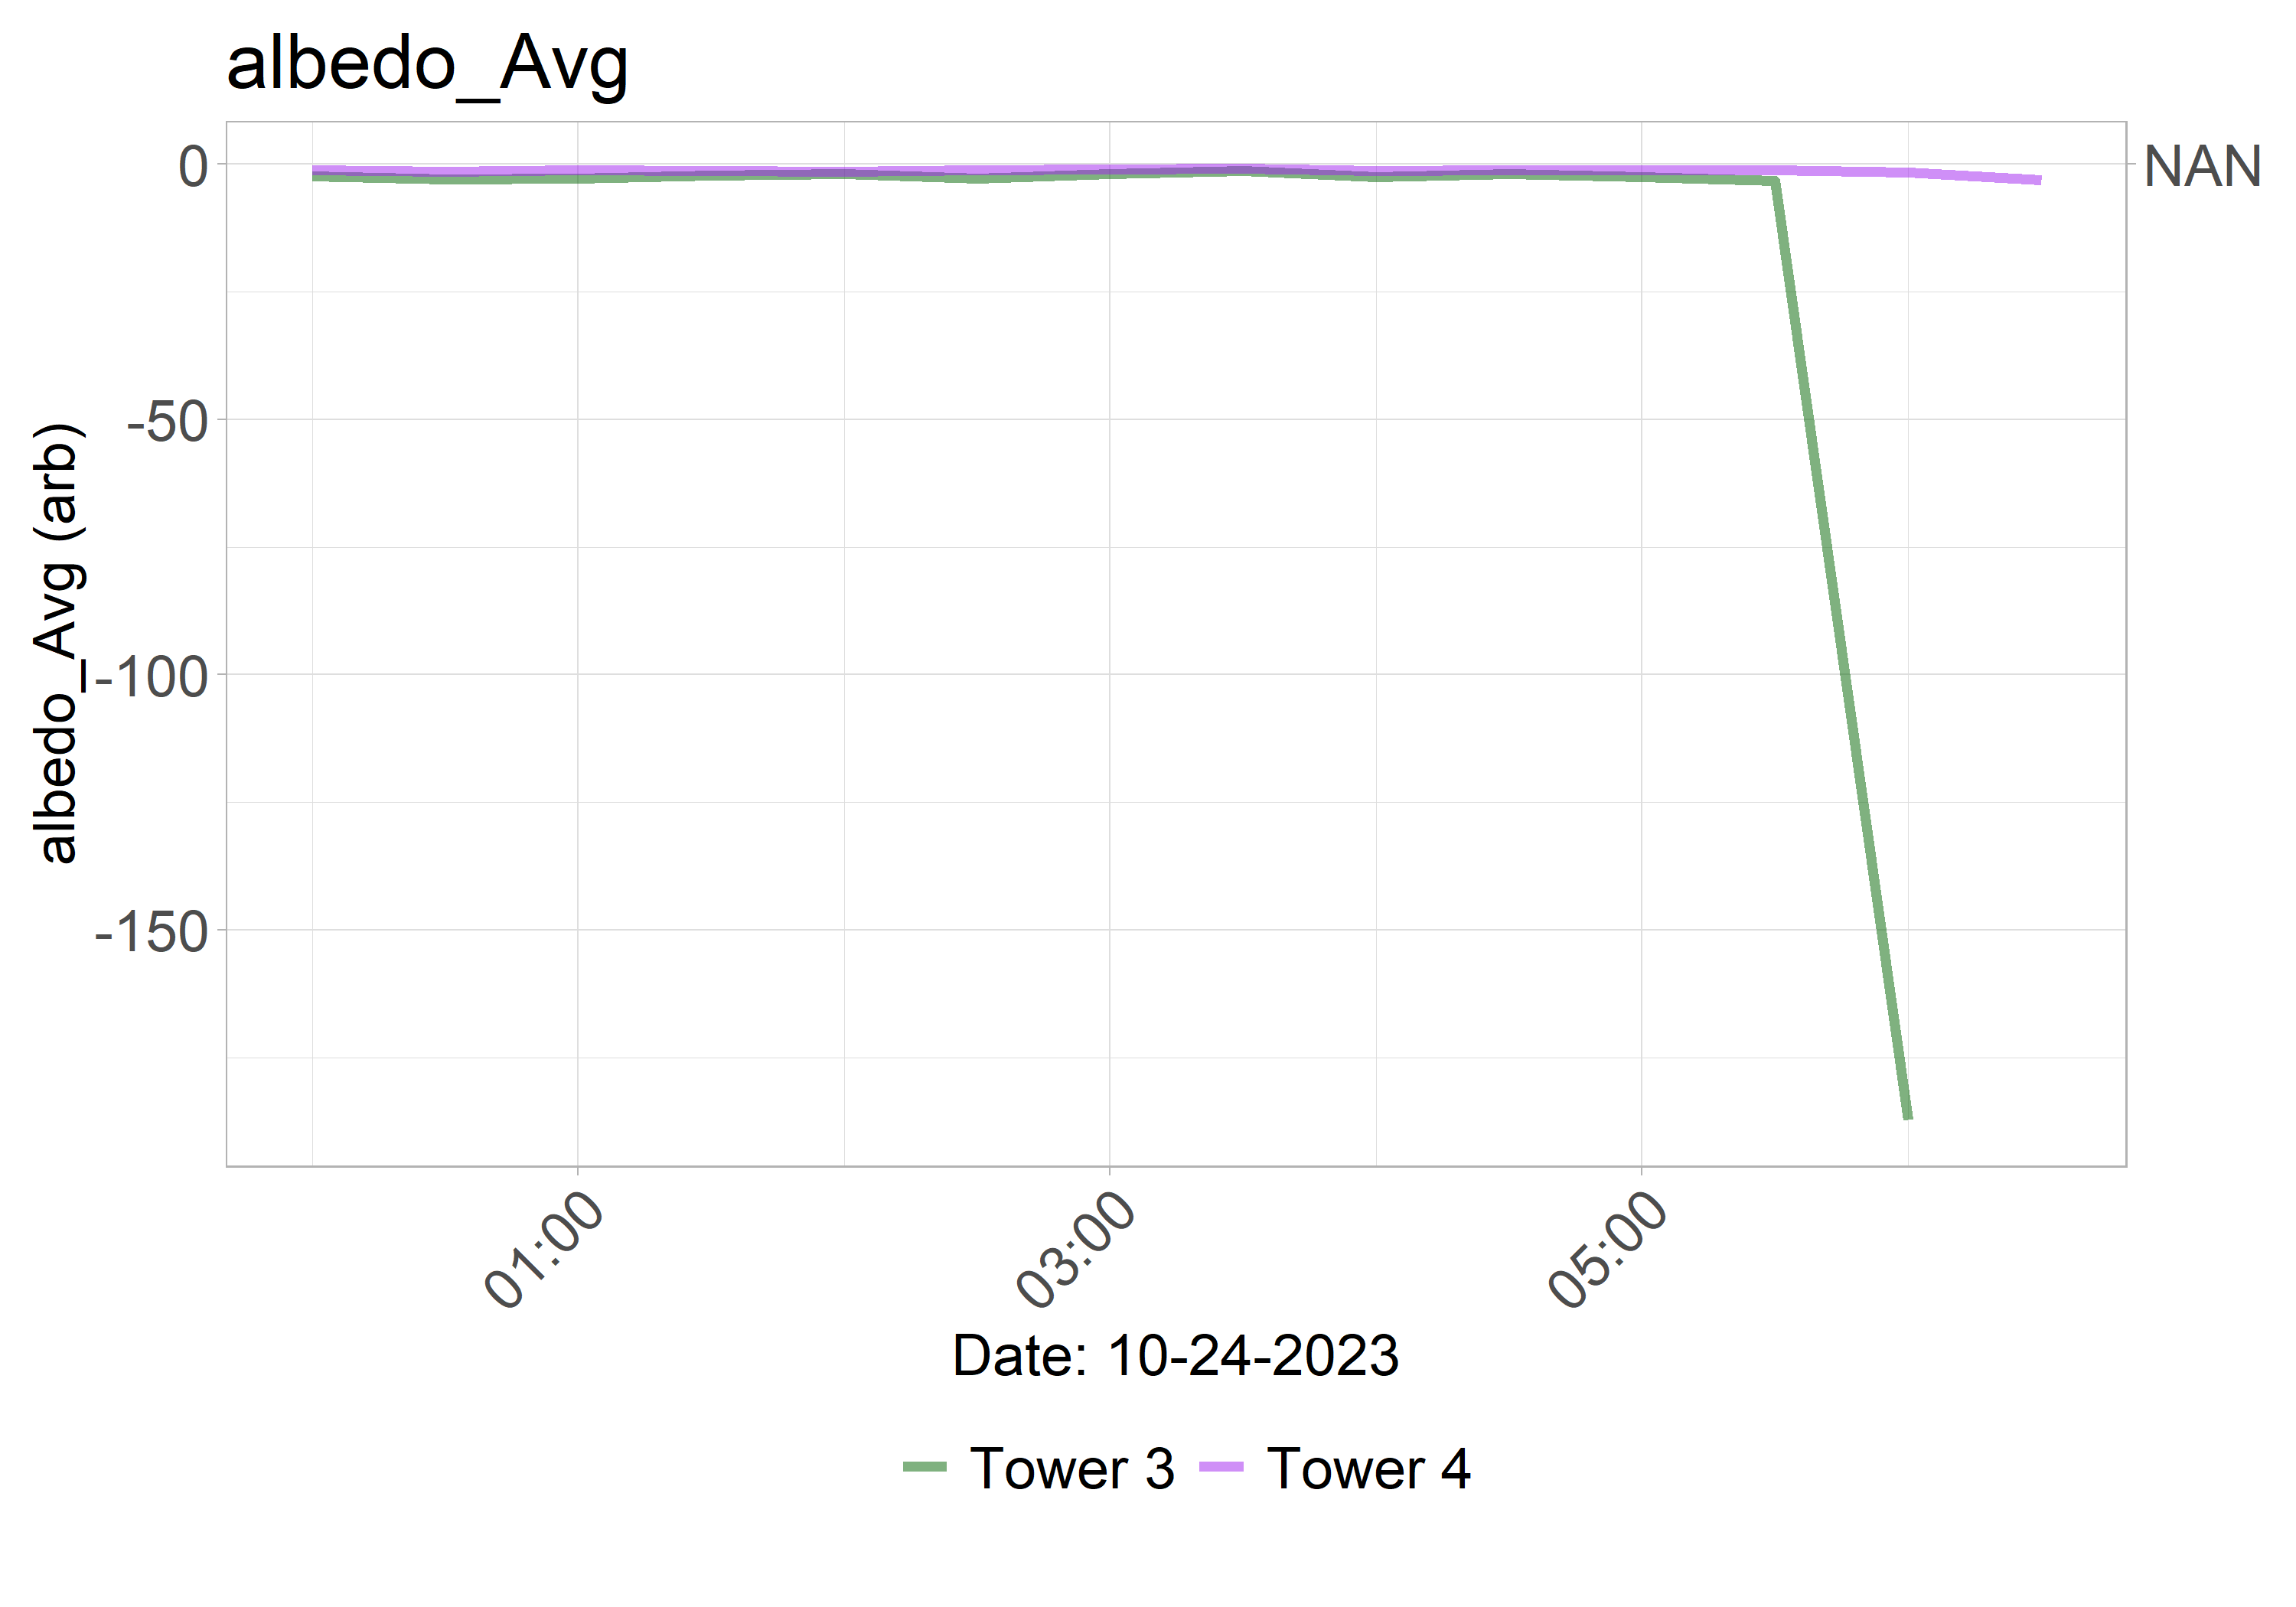 albedo_Avg
albedo_Avg (arb)
0
-50
-100
-150
NAN
01:00
03:00
05:00
Date: 10-24-2023
Tower 3
Tower 4